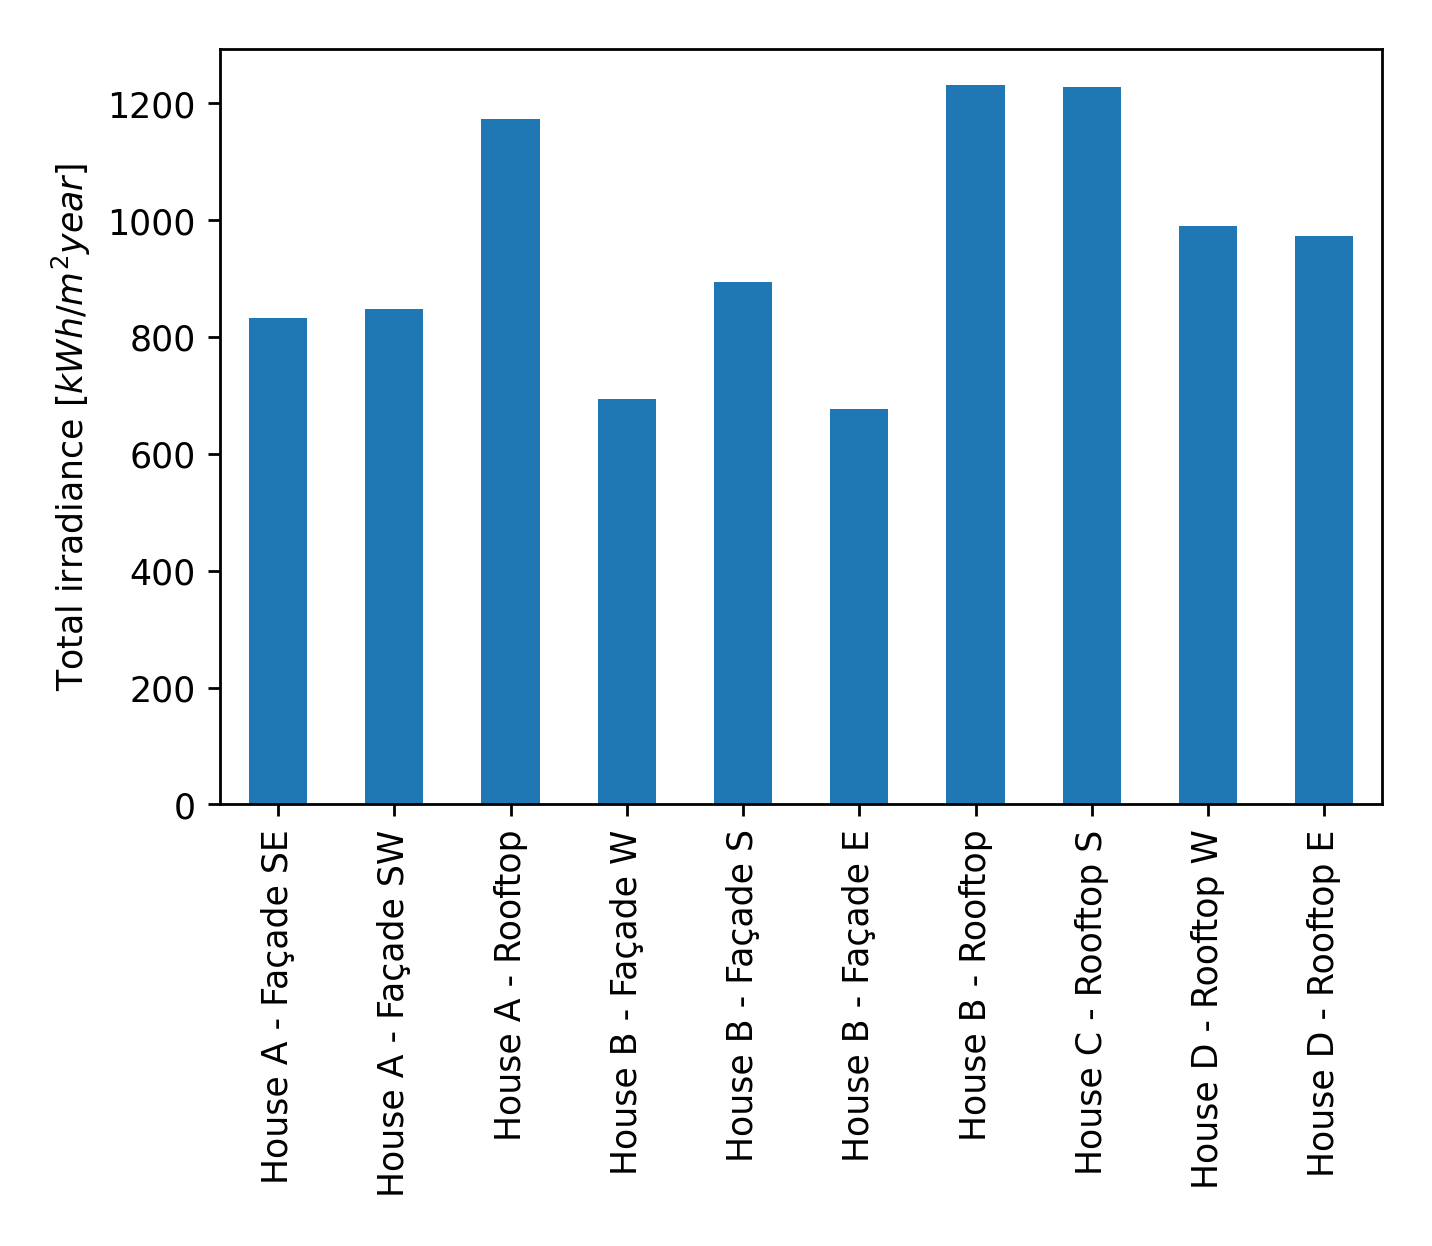 Total irradiance [kWh/m²year]
1200
1000
800
600
400
200
0
House A - Façade SE
House A - Façade SW
House A - Rooftop
House B - Façade W
House B - Façade S
House B - Façade E
House B - Rooftop
House C - Rooftop S
House D - Rooftop W
House D - Rooftop E